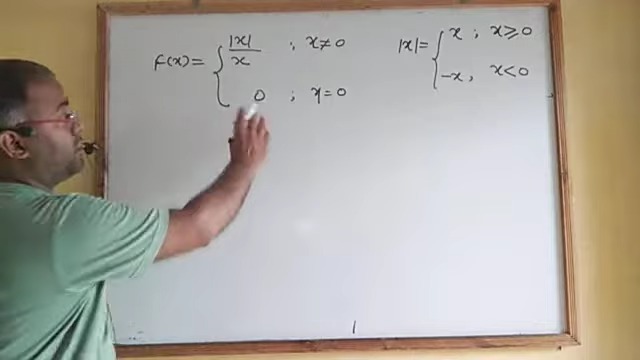 f(x) = { |x|/x ; x ≠ 0
0 ; x = 0
|x| = { x ; x ≥ 0
-x , x < 0